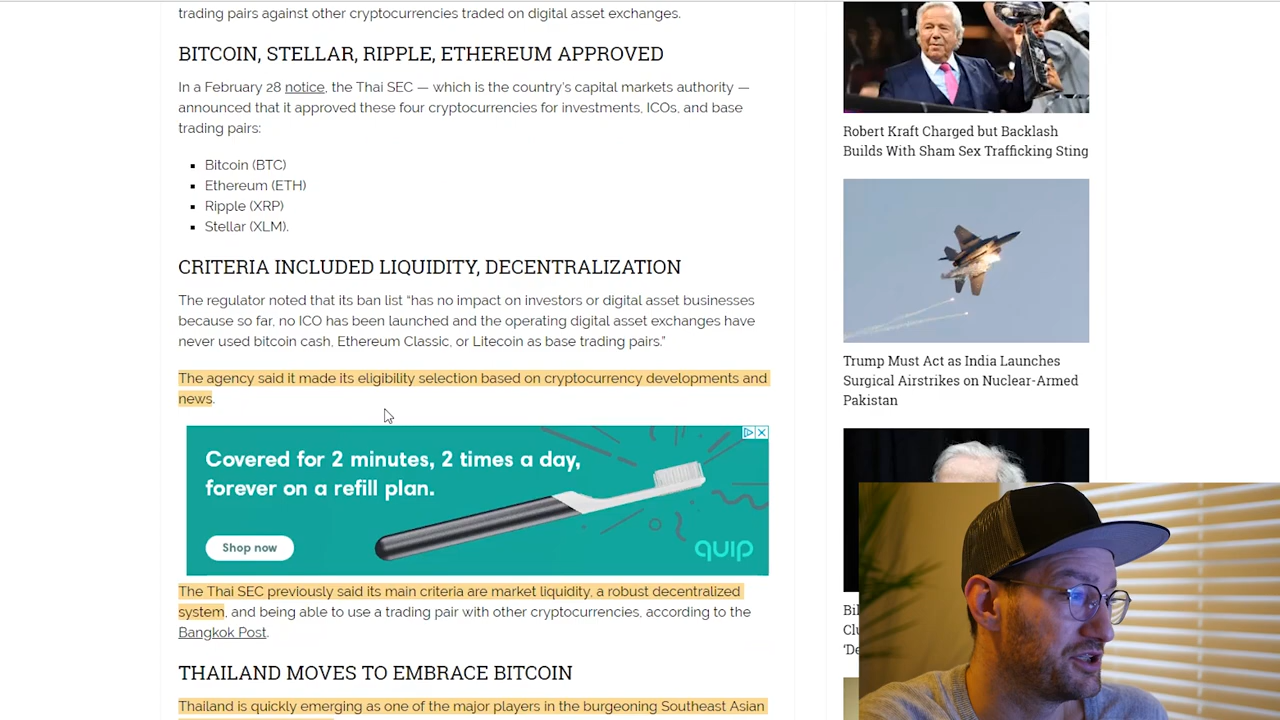 trading pairs against other cryptocurrencies traded on digital asset exchanges.
BITCOIN, STELLAR, RIPPLE, ETHEREUM APPROVED
In a February 28 notice, the Thai SEC — which is the country's capital markets authority —
announced that it approved these four cryptocurrencies for investments, ICOs, and base
trading pairs:
Bitcoin (BTC)
Ethereum (ETH)
Ripple (XRP)
Stellar (XLM).
CRITERIA INCLUDED LIQUIDITY, DECENTRALIZATION
The regulator noted that its ban list “has no impact on investors or digital asset businesses
because so far, no ICO has been launched and the operating digital asset exchanges have
never used bitcoin cash, Ethereum Classic, or Litecoin as base trading pairs.”
The agency said it made its eligibility selection based on cryptocurrency developments and
news.
Covered for 2 minutes, 2 times a day,
forever on a refill plan.
Shop now
quip
The Thai SEC previously said its main criteria are market liquidity, a robust decentralized
system, and being able to use a trading pair with other cryptocurrencies, according to the
Bangkok Post.
THAILAND MOVES TO EMBRACE BITCOIN
Thailand is quickly emerging as one of the major players in the burgeoning Southeast Asian
Robert Kraft Charged but Backlash
Builds With Sham Sex Trafficking Sting
Trump Must Act as India Launches
Surgical Airstrikes on Nuclear-Armed
Pakistan